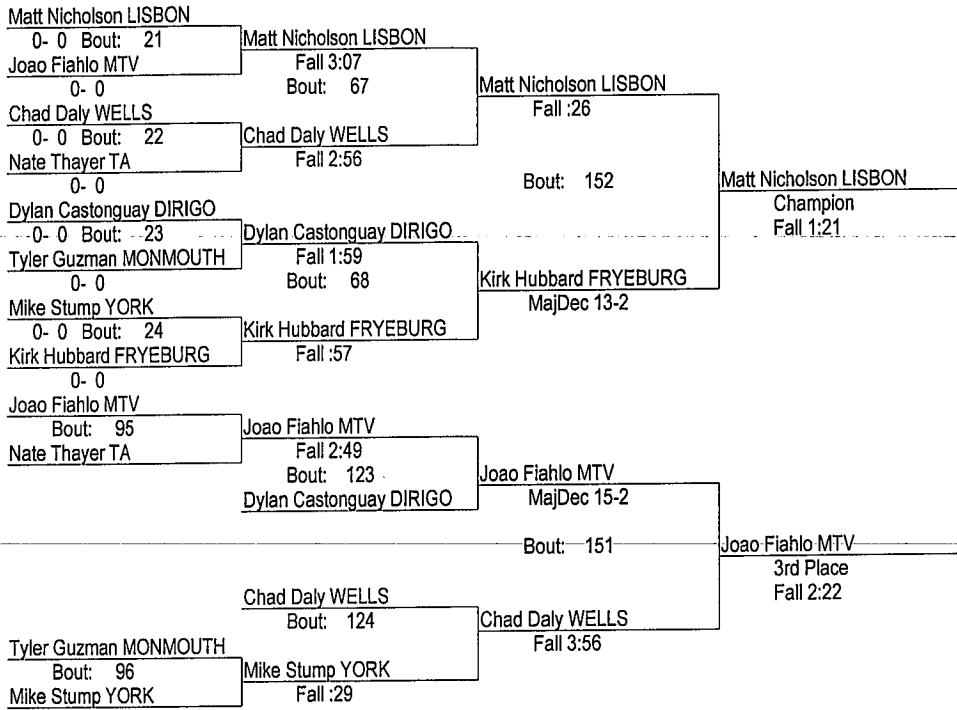 Matt Nicholson LISBON
0- 0 Bout: 21
Joao Fiahlo MTV
0- 0
Chad Daly WELLS
0- 0 Bout: 22
Nate Thayer TA
0- 0
Dylan Castonguay DIRIGO
0- 0 Bout: 23
Tyler Guzman MONMOUTH
0- 0
Mike Stump YORK
0- 0 Bout: 24
Kirk Hubbard FRYEBURG
0- 0
Matt Nicholson LISBON
Fall 3:07
Bout: 67
Chad Daly WELLS
Fall 2:56
Dylan Castonguay DIRIGO
Fall 1:59
Bout: 68
Kirk Hubbard FRYEBURG
Fall :57
Matt Nicholson LISBON
Fall :26
Bout: 152
Kirk Hubbard FRYEBURG
MajDec 13-2
Matt Nicholson LISBON
Champion
Fall 1:21
Joao Fiahlo MTV
Bout: 95
Nate Thayer TA
Tyler Guzman MONMOUTH
Bout: 96
Mike Stump YORK
Joao Fiahlo MTV
Fall 2:49
Bout: 123
Dylan Castonguay DIRIGO
Chad Daly WELLS
Bout: 124
Mike Stump YORK
Fall :29
Joao Fiahlo MTV
MajDec 15-2
Bout: 151
Chad Daly WELLS
Fall 3:56
Joao Fiahlo MTV
3rd Place
Fall 2:22